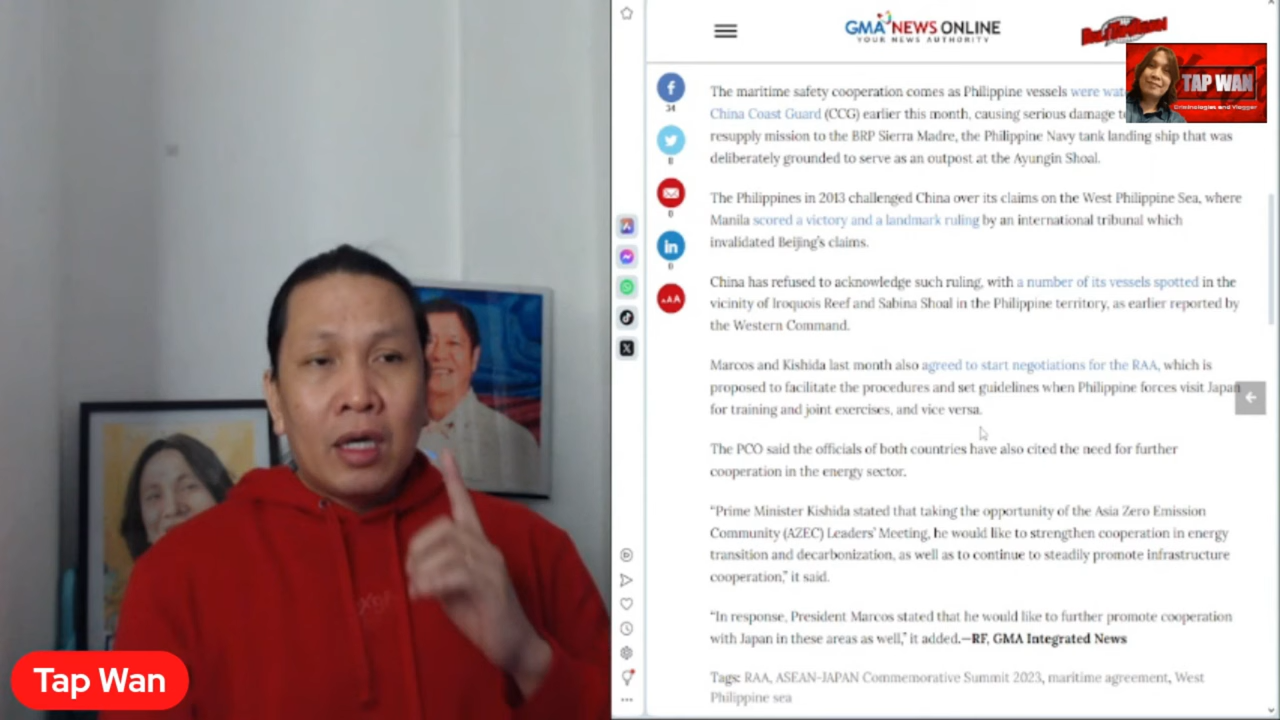 GMA NEWS ONLINE
YOUR NEWS AUTHORITY
TAP WAN
Criminologist and Vlogger
The maritime safety cooperation comes as Philippine vessels were
China Coast Guard (CCG) earlier this month, causing serious damage
resupply mission to the BRP Sierra Madre, the Philippine Navy tank landing ship that was
deliberately grounded to serve as an outpost at the Ayungin Shoal.
The Philippines in 2013 challenged China over its claims on the West Philippine Sea, where
Manila scored a victory and a landmark ruling by an international tribunal which
invalidated Beijing's claims.
China has refused to acknowledge such ruling, with a number of its vessels spotted in the
vicinity of Iroquois Reef and Sabina Shoal in the Philippine territory, as earlier reported by
the Western Command.
Marcos and Kishida last month also agreed to start negotiations for the RAA, which is
proposed to facilitate the procedures and set guidelines when Philippine forces visit Japan
for training and joint exercises, and vice versa.
The PCO said the officials of both countries have also cited the need for further
cooperation in the energy sector.
“Prime Minister Kishida stated that taking the opportunity of the Asia Zero Emission
Community (AZEC) Leaders’ Meeting, he would like to strengthen cooperation in energy
transition and decarbonization, as well as to continue to steadily promote infrastructure
cooperation,” it said.
“In response, President Marcos stated that he would like to further promote cooperation
with Japan in these areas as well,” it added.—RF, GMA Integrated News
Tags: RAA, ASEAN-JAPAN Commemorative Summit 2023, maritime agreement, West
Philippine sea
34
0
0
0
AAA
Tap Wan